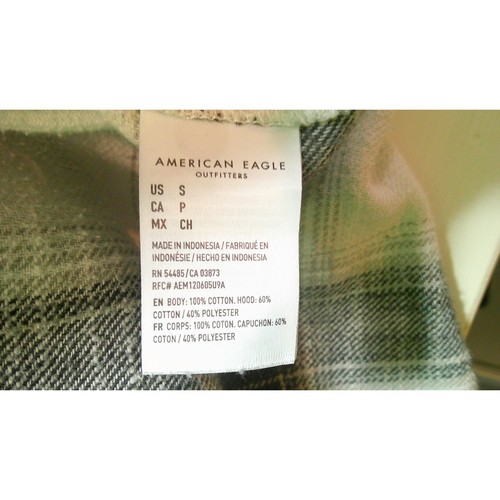 AMERICAN EAGLE
OUTFITTERS
US S
CA P
MX CH
MADE IN INDONESIA / FABRIQUÉ EN
INDONÉSIE / HECHO EN INDONESIA
RN 54485/CA 03873
RFC# AEM120605U9A
EN BODY: 100% COTTON. HOOD: 60%
COTTON / 40% POLYESTER
FR CORPS: 100% COTON. CAPUCHON: 60%
COTON / 40% POLYESTER